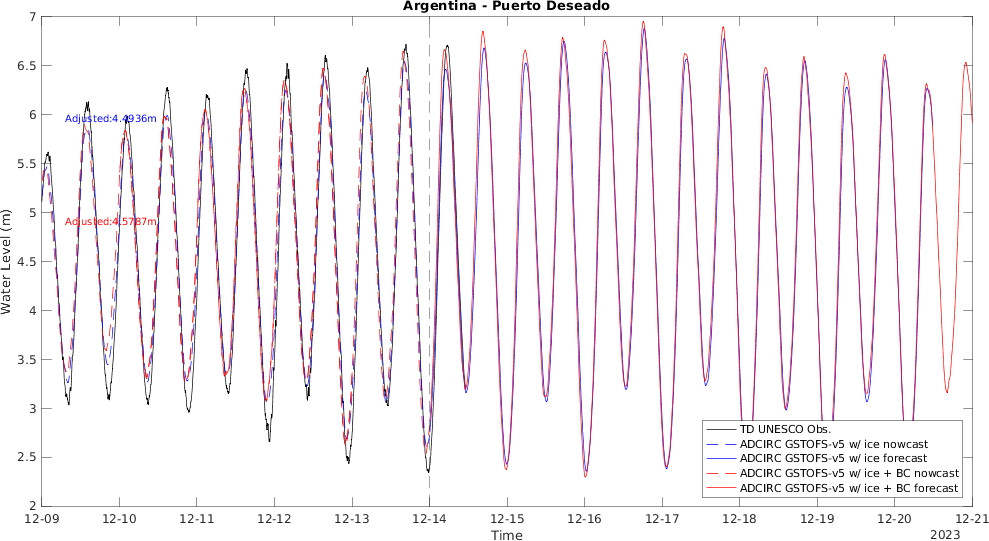 Argentina - Puerto Deseado
7
6.5
6
5.5
5
4.5
4
3.5
3
2.5
2
Water Level (m)
Adjusted:4.4936m
Adjusted:4.5787m
TD UNESCO Obs.
ADCIRC GSTOFS-v5 w/ ice nowcast
ADCIRC GSTOFS-v5 w/ ice forecast
ADCIRC GSTOFS-v5 w/ ice + BC nowcast
ADCIRC GSTOFS-v5 w/ ice + BC forecast
12-09 12-10 12-11 12-12 12-13 12-14 12-15 12-16 12-17 12-18 12-19 12-20 12-21
Time
2023